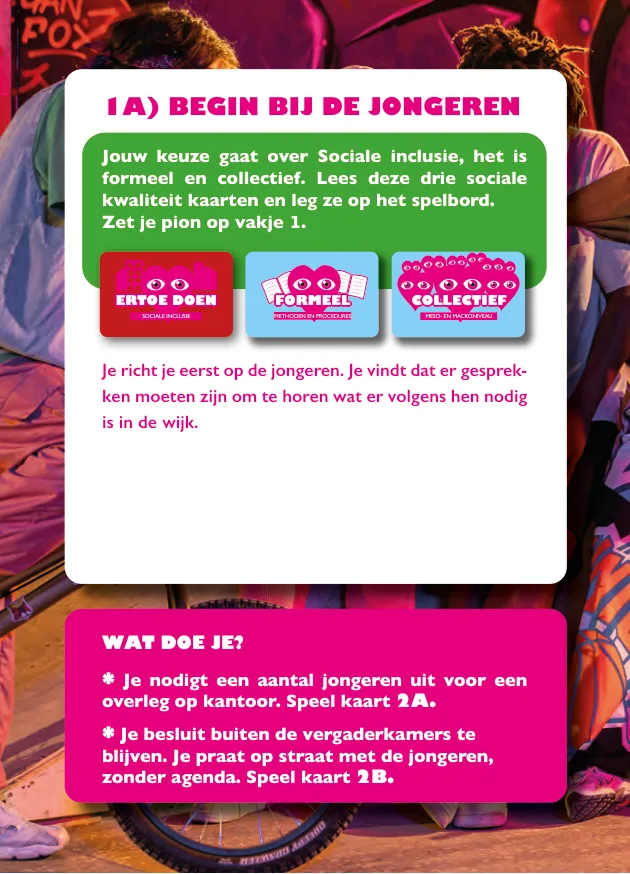 CAN
FOX
1A) BEGIN BIJ DE JONGEREN
Jouw keuze gaat over Sociale inclusie, het is
formeel en collectief. Lees deze drie sociale
kwaliteit kaarten en leg ze op het spelbord.
Zet je pion op vakje 1.
ERTOE DOEN
SOCIALE INCLUSIE
FORMEEL
METHODEN EN PROCEDURES
COLLECTIEF
MESO- EN MACRONIVEAU
Je richt je eerst op de jongeren. Je vindt dat er gesprek-
ken moeten zijn om te horen wat er volgens hen nodig
is in de wijk.
WAT DOE JE?
* Je nodigt een aantal jongeren uit voor een
overleg op kantoor. Speel kaart 2A.
* Je besluit buiten de vergaderkamers te
blijven. Je praat op straat met de jongeren,
zonder agenda. Speel kaart 2B.